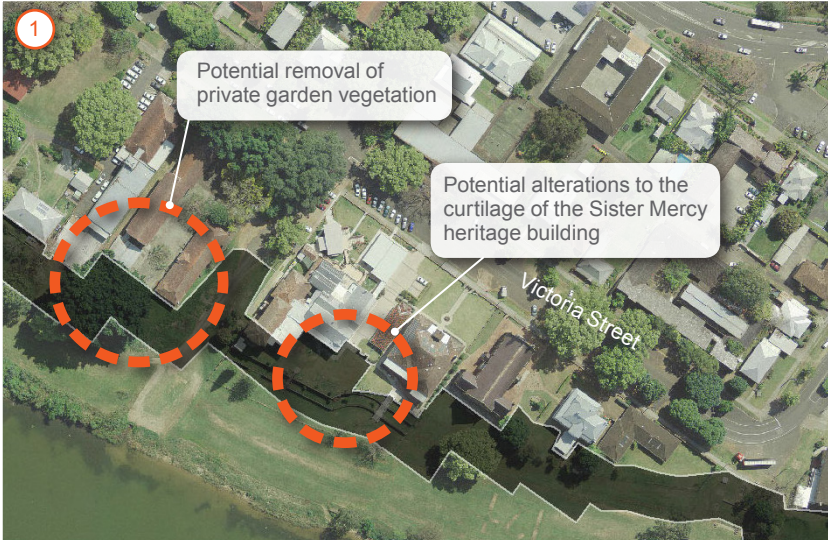 1
Potential removal of
private garden vegetation
Potential alterations to the
curtilage of the Sister Mercy
heritage building
Victoria Street